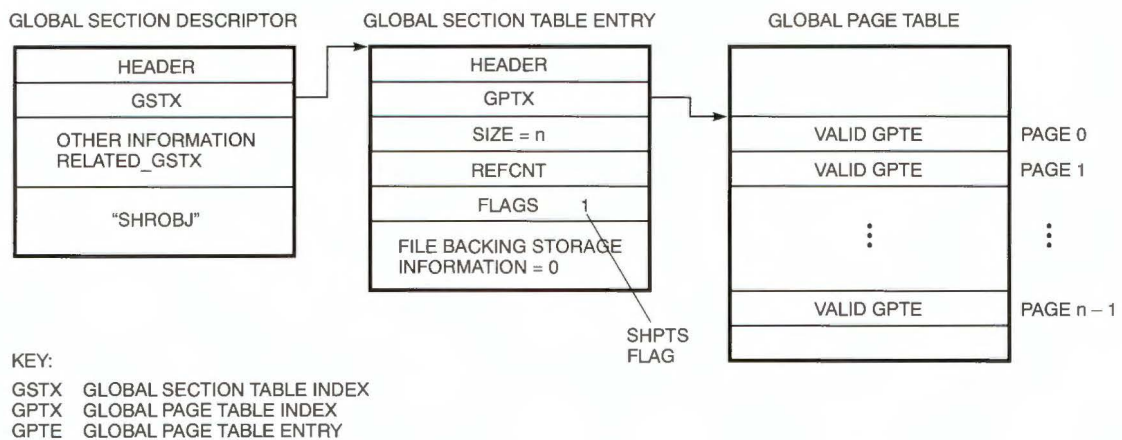 GLOBAL SECTION DESCRIPTOR
HEADER
GSTX
OTHER INFORMATION
RELATED_GSTX
“SHROBJ”
GLOBAL SECTION TABLE ENTRY
HEADER
GPTX
SIZE = n
REFCNT
FLAGS 1
FILE BACKING STORAGE
INFORMATION = 0
SHPTS
FLAG
GLOBAL PAGE TABLE
VALID GPTE PAGE 0
VALID GPTE PAGE 1
VALID GPTE PAGE n – 1
KEY:
GSTX GLOBAL SECTION TABLE INDEX
GPTX GLOBAL PAGE TABLE INDEX
GPTE GLOBAL PAGE TABLE ENTRY